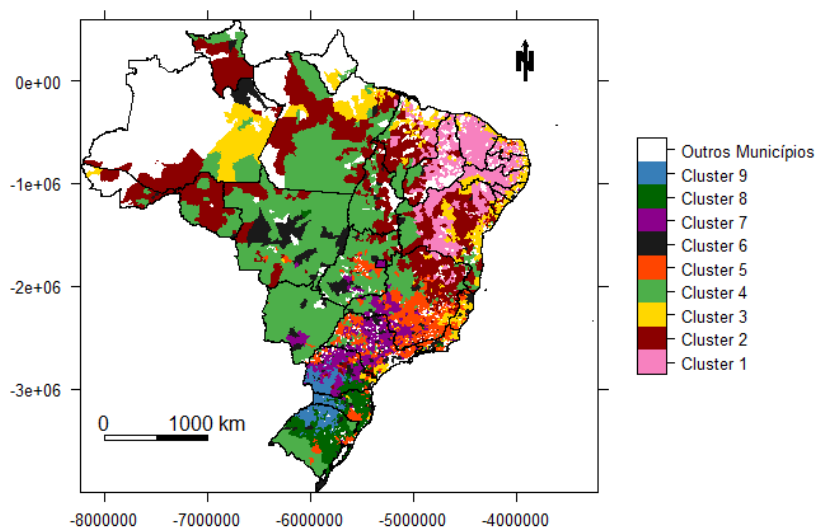 N
0e+00
-1e+06
-2e+06
-3e+06
0 1000 km
-8000000 -7000000 -6000000 -5000000 -4000000
Outros Municípios
Cluster 9
Cluster 8
Cluster 7
Cluster 6
Cluster 5
Cluster 4
Cluster 3
Cluster 2
Cluster 1